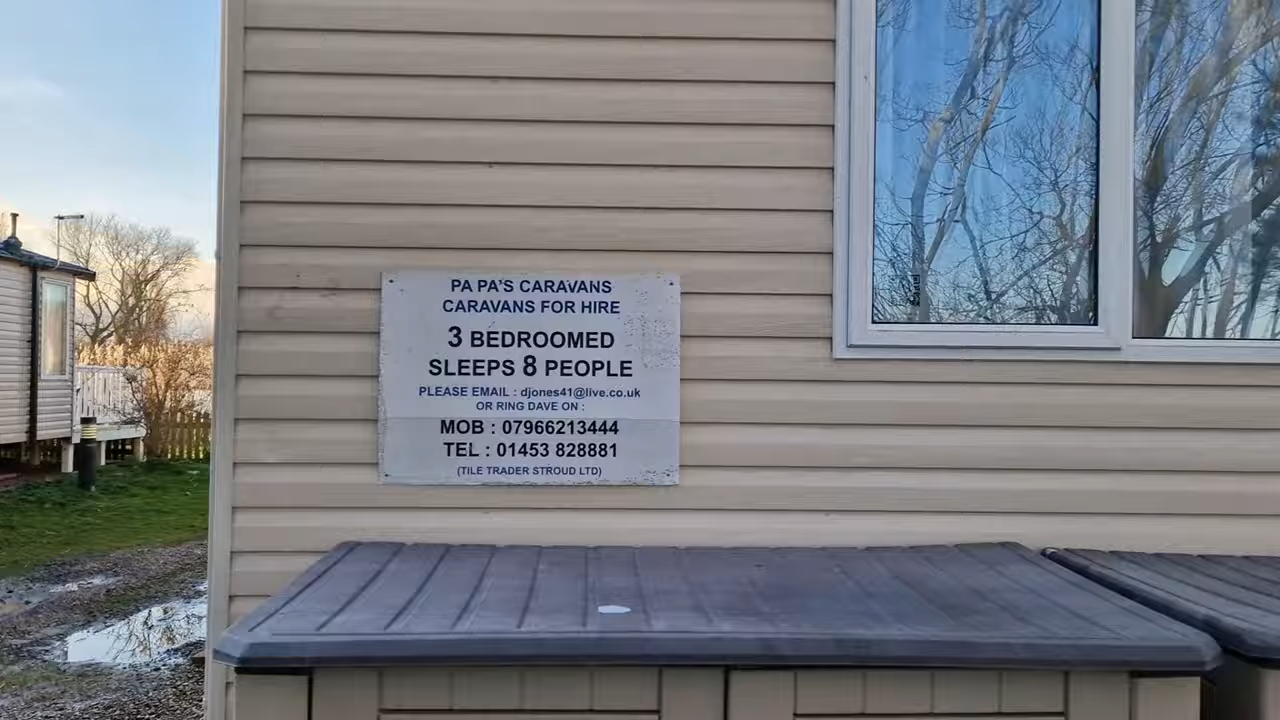 PA PA'S CARAVANS
CARAVANS FOR HIRE
3 BEDROOMED
SLEEPS 8 PEOPLE
PLEASE EMAIL : djones41@live.co.uk
OR RING DAVE ON :
MOB : 07966213444
TEL : 01453 828881
(TILE TRADER STROUD LTD)